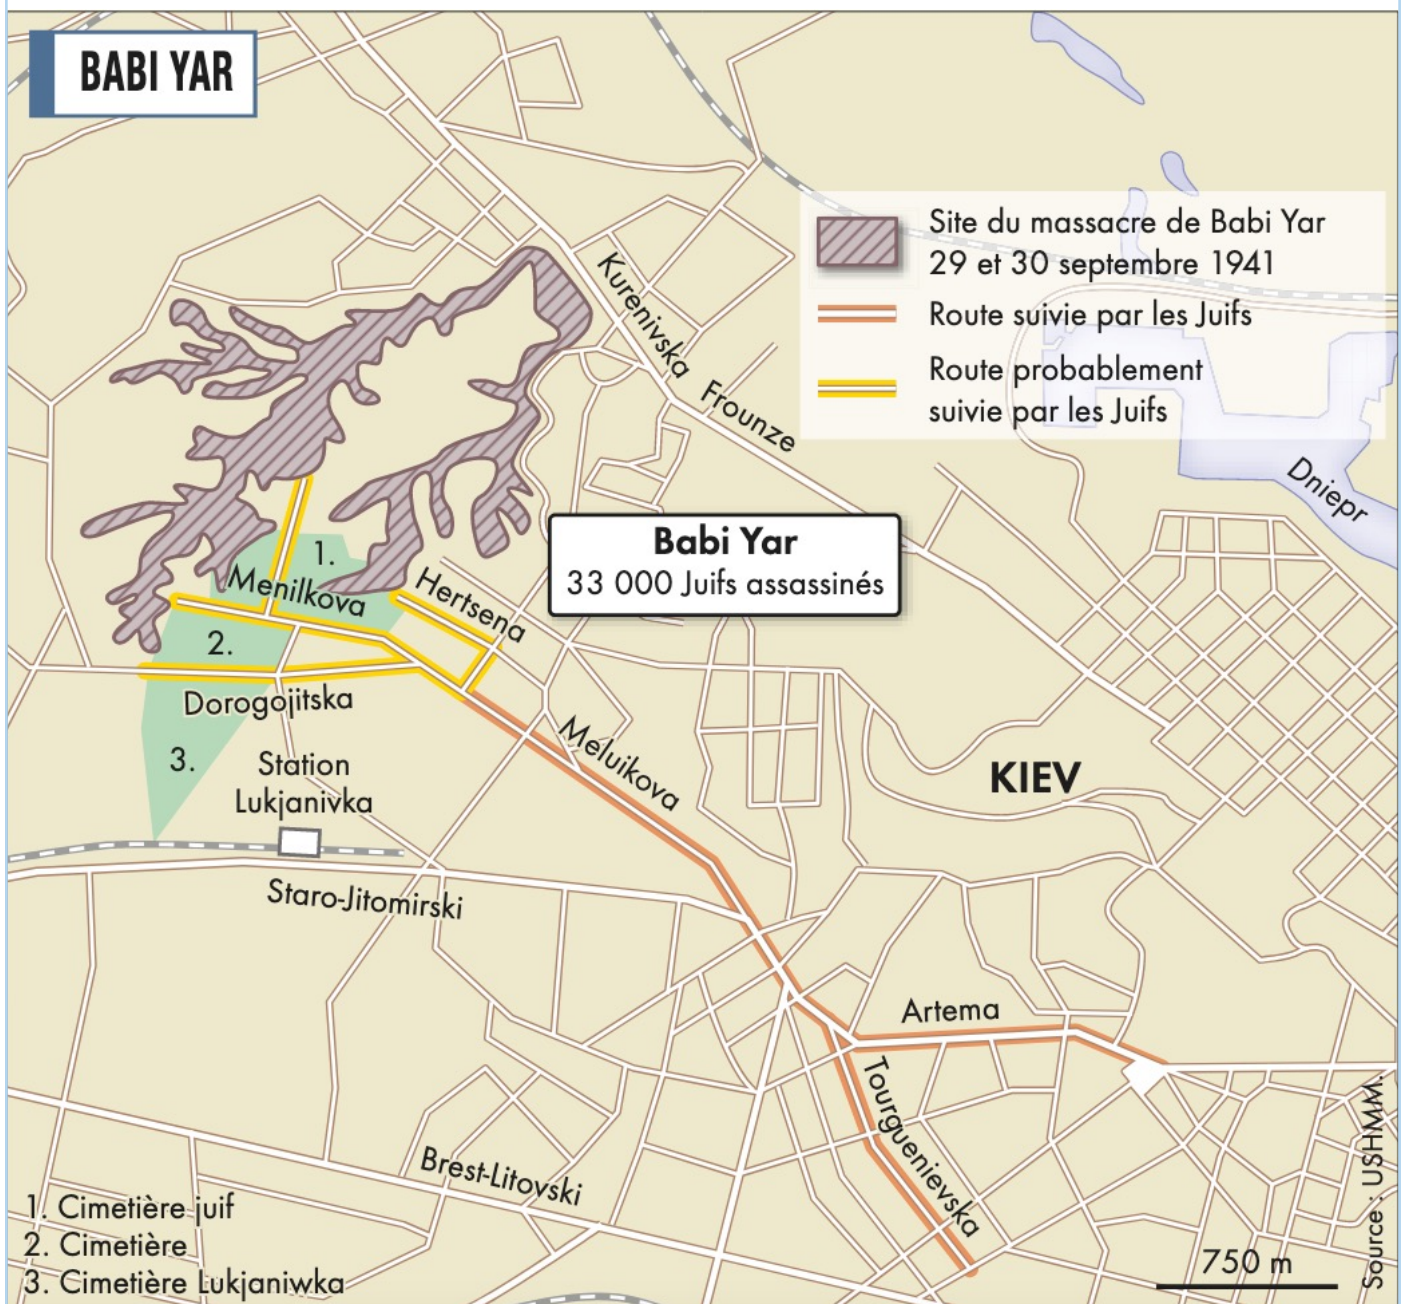 BABI YAR
Site du massacre de Babi Yar
29 et 30 septembre 1941
Route suivie par les Juifs
Route probablement
suivie par les Juifs
Kurenivska
Frounze
Dniepr
Babi Yar
33 000 Juifs assassinés
1.
Menilkova
Hertsena
2.
Dorogojitska
3.
Station
Lukjanivka
Meluikova
KIEV
Staro-Jitomirski
Artema
Tourguenievska
Brest-Litovski
1. Cimetière juif
2. Cimetière
3. Cimetière Lukjaniwka
750 m
Source : USHMM.